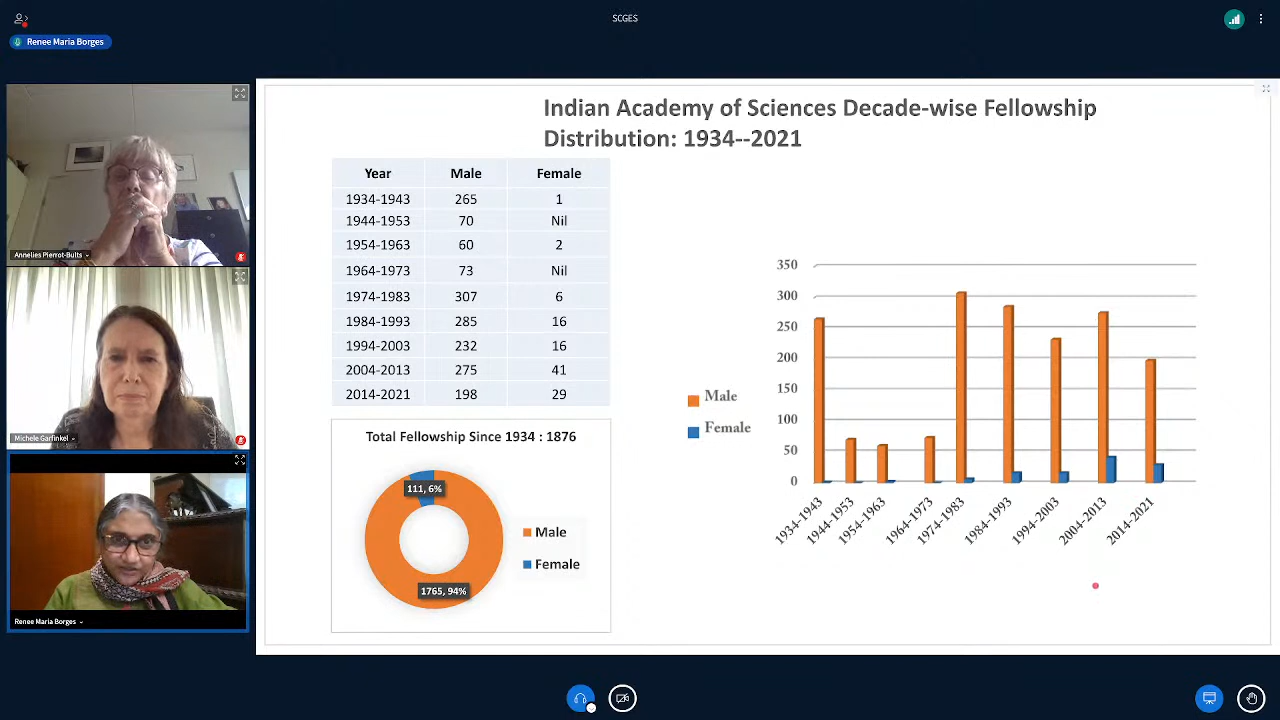 SCGES
Renee Maria Borges
Annelies Pierrot-Bults
Michele Garfinkel
Renee Maria Borges
Indian Academy of Sciences Decade-wise Fellowship
Distribution: 1934--2021
Year Male Female
1934-1943 265 1
1944-1953 70 Nil
1954-1963 60 2
1964-1973 73 Nil
1974-1983 307 6
1984-1993 285 16
1994-2003 232 16
2004-2013 275 41
2014-2021 198 29
Total Fellowship Since 1934 : 1876
111, 6%
1765, 94%
Male
Female
350
300
250
200
150
100
50
0
Male
Female
1934-1943
1944-1953
1954-1963
1964-1973
1974-1983
1984-1993
1994-2003
2004-2013
2014-2021